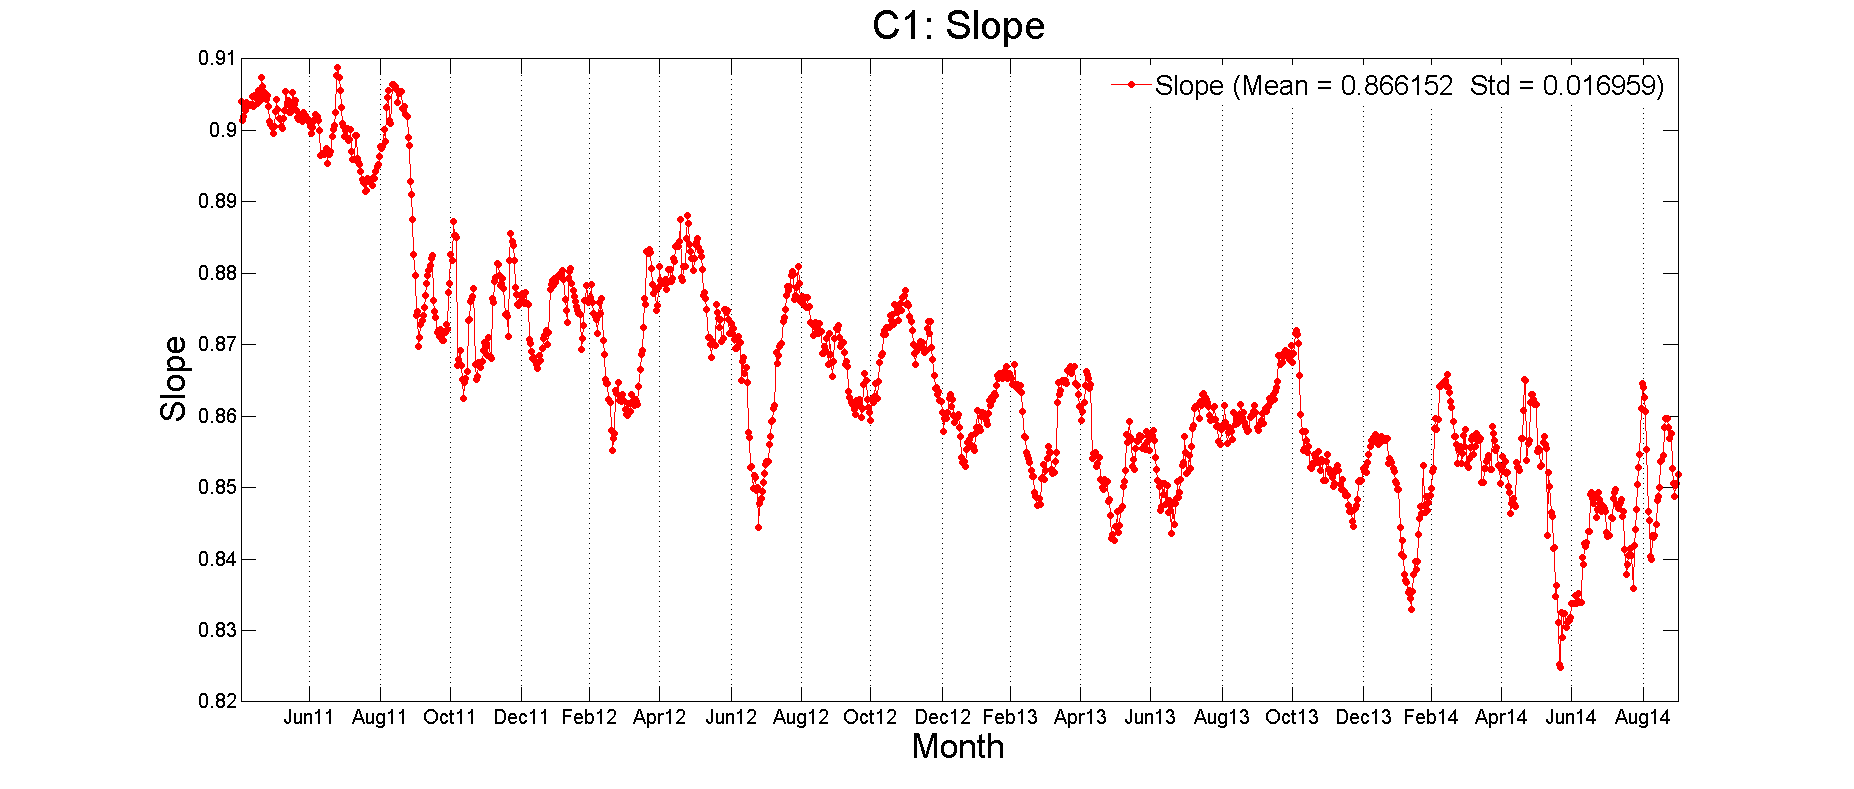 C1: Slope
Slope (Mean = 0.866152  Std = 0.016959)
0.91
0.9
0.89
0.88
0.87
0.86
0.85
0.84
0.83
0.82
Slope
Jun11 Aug11 Oct11 Dec11 Feb12 Apr12 Jun12 Aug12 Oct12 Dec12 Feb13 Apr13 Jun13 Aug13 Oct13 Dec13 Feb14 Apr14 Jun14 Aug14
Month